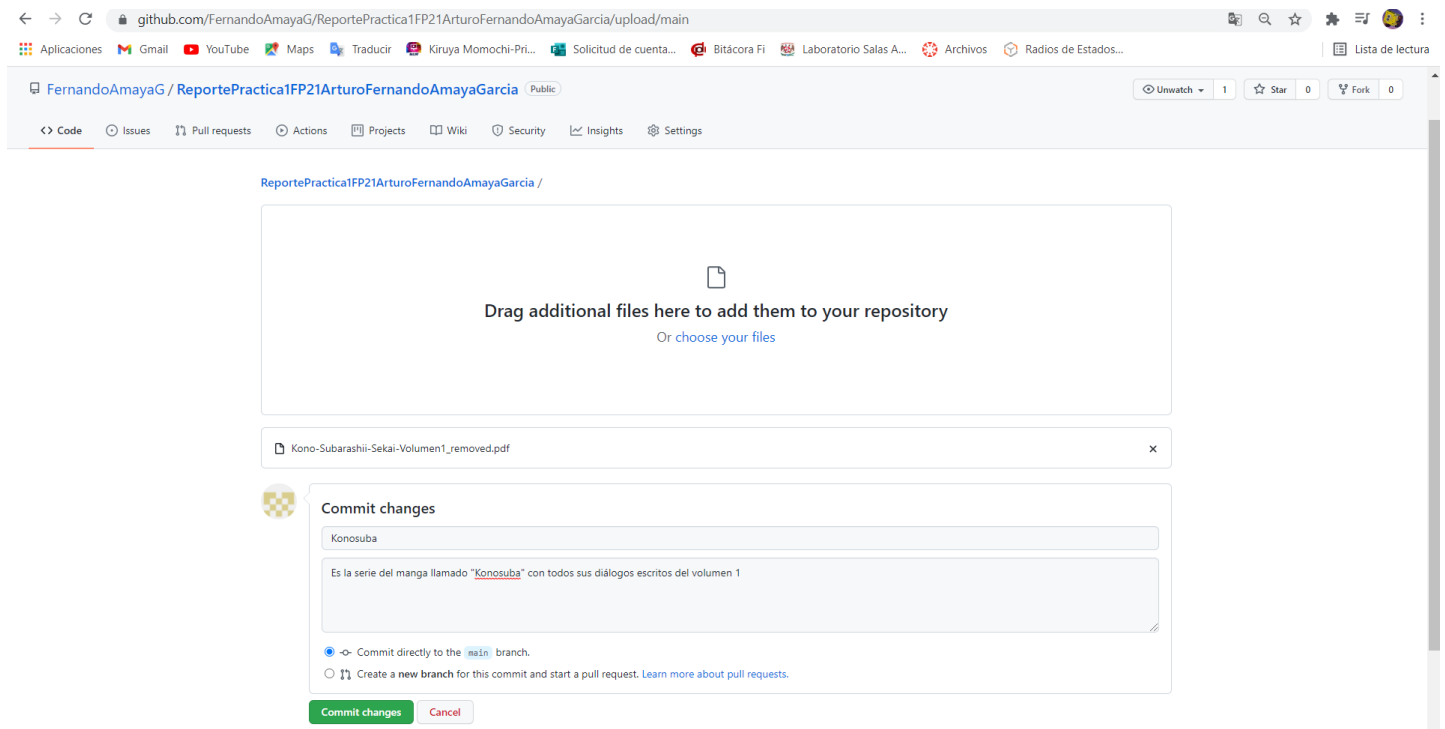 github.com/FernandoAmayaG/ReportePractica1FP21ArturoFernandoAmayaGarcia/upload/main
Aplicaciones Gmail YouTube Maps Traducir Kiruya Momochi-Pri... Solicitud de cuenta... Bitácora Fi Laboratorio Salas A... Archivos Radios de Estados... Lista de lectura
FernandoAmayaG / ReportePractica1FP21ArturoFernandoAmayaGarcia Public Unwatch 1 Star 0 Fork 0
Code Issues Pull requests Actions Projects Wiki Security Insights Settings
ReportePractica1FP21ArturoFernandoAmayaGarcia /
Drag additional files here to add them to your repository
Or choose your files
Kono-Subarashii-Sekai-Volumen1_removed.pdf
Commit changes
Konosuba
Es la serie del manga llamado "Konosuba" con todos sus diálogos escritos del volumen 1
Commit directly to the main branch.
Create a new branch for this commit and start a pull request. Learn more about pull requests.
Commit changes Cancel